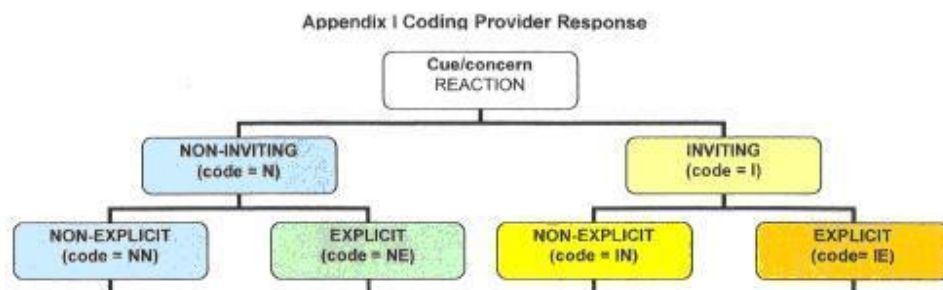 Appendix I Coding Provider Response
Cue/concern
REACTION
NON-INVITING
(code = N)
INVITING
(code = I)
NON-EXPLICIT
(code = NN)
EXPLICIT
(code = NE)
NON-EXPLICIT
(code = IN)
EXPLICIT
(code= IE)